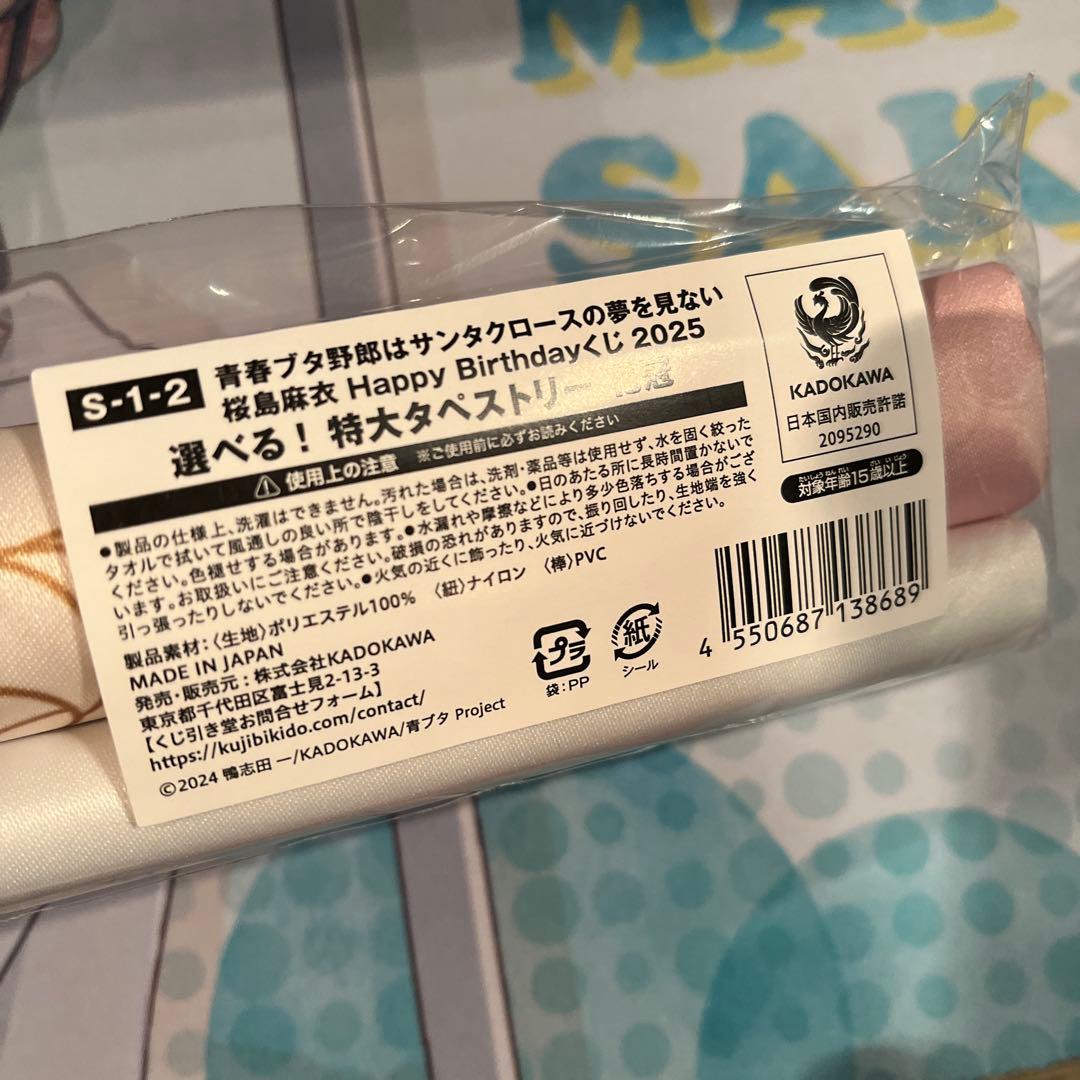 MAI
SAK
S-1-2
青春ブタ野郎はサンタクロースの夢を見ない
桜島麻衣 Happy Birthdayくじ 2025
選べる！ 特大タペストリー
使用上の注意 ※ご使用前に必ずお読みください
●製品の仕様上、洗濯はできません。汚れた場合は、洗剤・薬品等は使用せず、水を固く絞った
タオルで拭いて風通しの良い所で陰干しをしてください。●日のあたる所に長時間置かないで
ください。色褪せする場合があります。●水漏れや摩擦などにより多少色落ちする場合がござ
います。お取扱いにご注意ください。破損の恐れがありますので、振り回したり、生地端を強く
引っ張ったりしないでください。●火気の近くに飾ったり、火気に近づけないでください。
製品素材：〈生地〉ポリエステル100% 〈紐〉ナイロン 〈棒〉PVC
MADE IN JAPAN
発売・販売元：株式会社KADOKAWA
東京都千代田区富士見2-13-3
【くじ引き堂お問合せフォーム】
https://kujibikido.com/contact/
©2024 鴨志田 一/KADOKAWA/青ブタ Project
プラ
袋：PP
紙
シール
KADOKAWA
日本国内販売許諾
2095290
たいしょうねんれい さい いじょう
対象年齢15歳以上
4 550687 138689